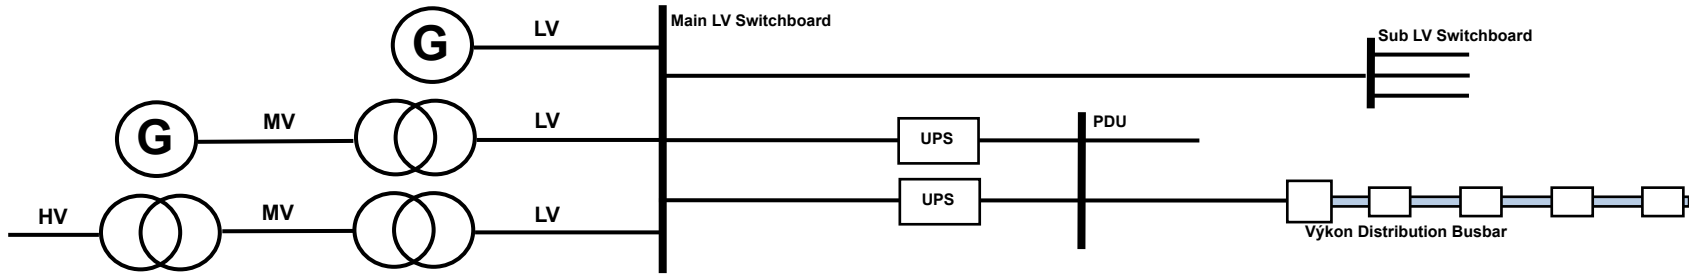 G
LV
Main LV Switchboard
Sub LV Switchboard
G
MV
LV
UPS
PDU
HV
MV
LV
UPS
Výkon Distribution Busbar